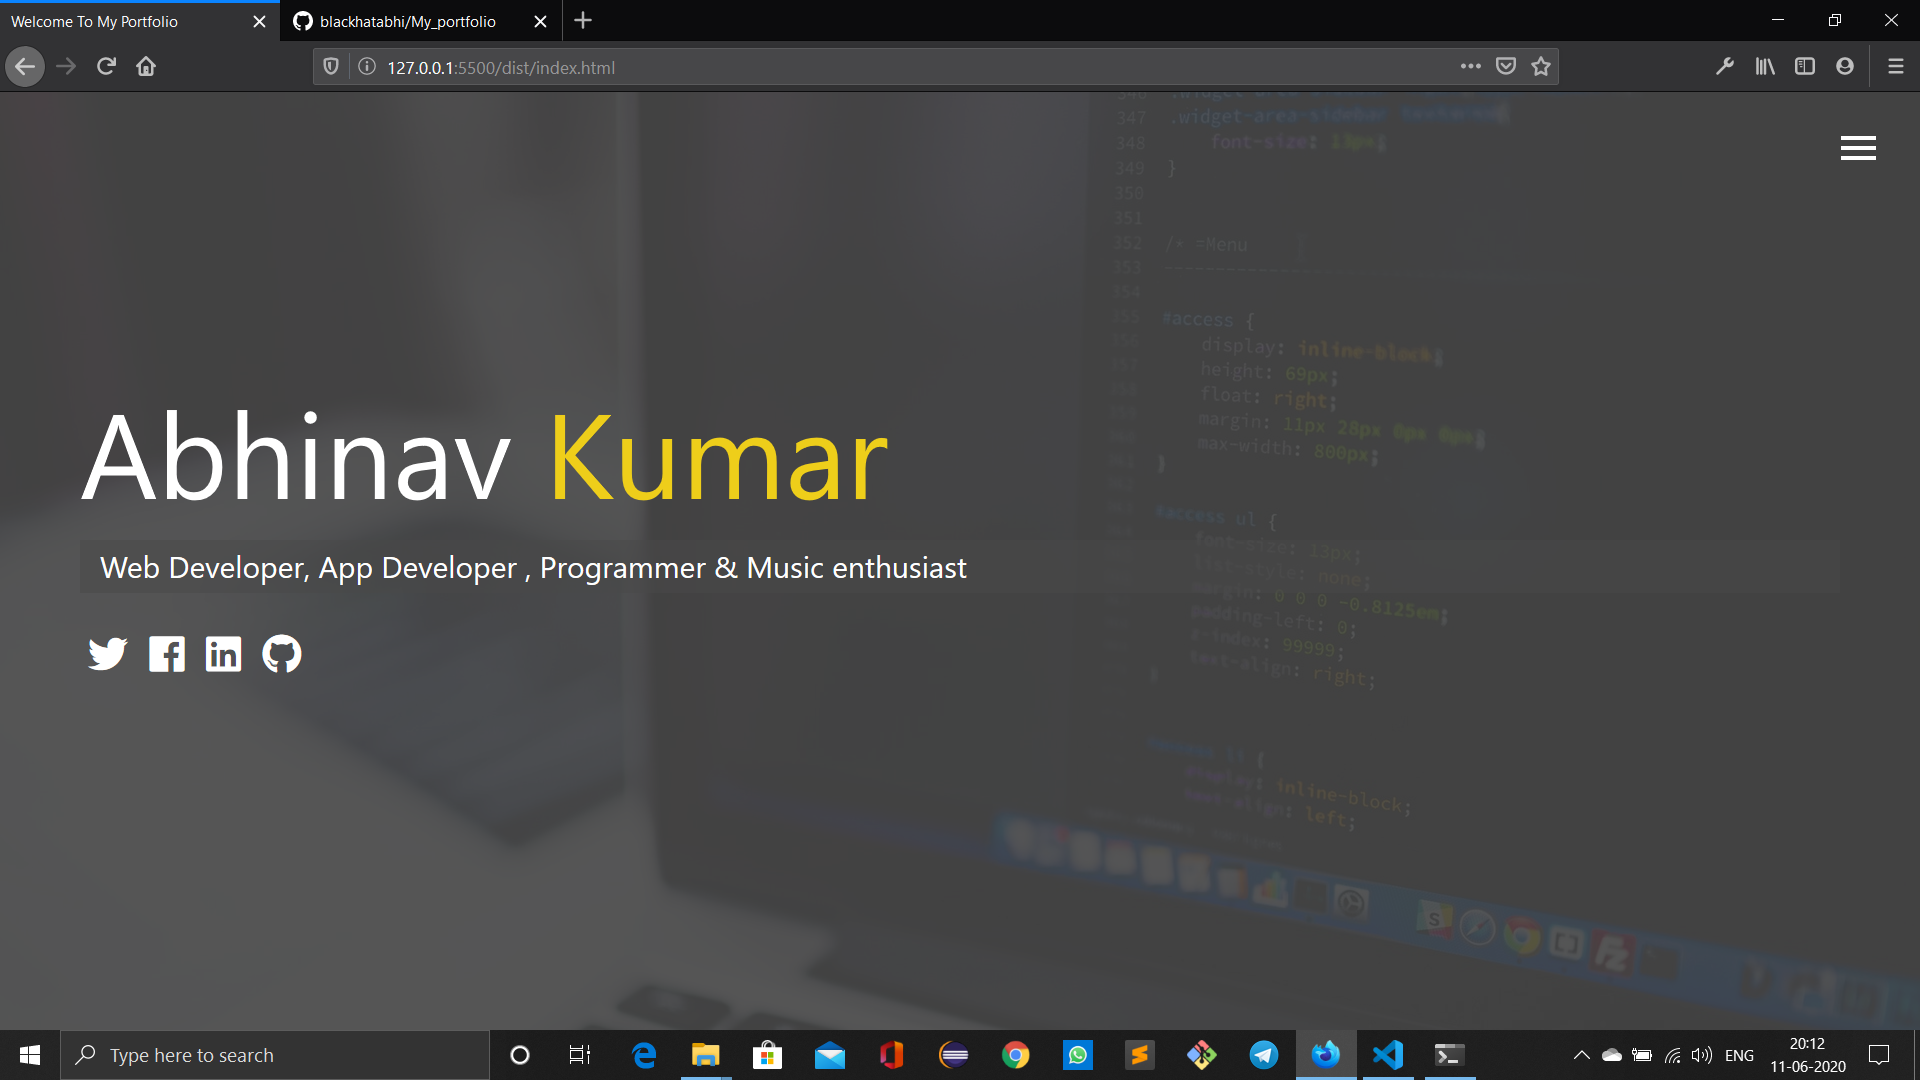 Welcome To My Portfolio
blackhatabhi/My_portfolio
127.0.0.1:5500/dist/index.html
347 .widget-area-sidebar
348 font-size: 13px;
349 }
350
351
352 /* =Menu
353
354
#access {
display: inline-block;
height: 69px;
float: right;
margin: 11px 28px 0px 0px;
max-width: 800px;
}
Abhinav Kumar
#access ul {
font-size: 13px;
list-style: none;
margin: 0 0 0 -0.8125em;
padding-left: 0;
z-index: 99999;
text-align: right;
}
Web Developer, App Developer , Programmer & Music enthusiast
display: inline-block;
text-align: left;
Type here to search
ENG
20:12
11-06-2020